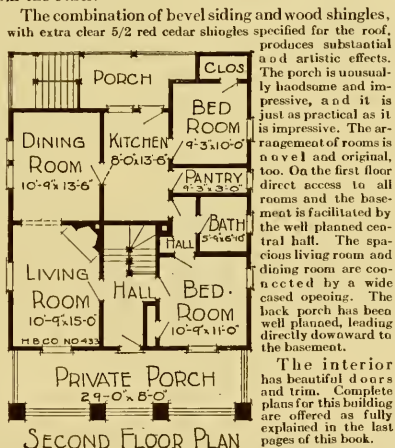 The combination of bevel siding and wood shingles,
with extra clear 5/2 red cedar shingles specified for the roof,
produces substantial
and artistic effects.
The porch is unusual-
ly handsome and im-
pressive, and it is
just as practical as it
is impressive. The ar-
rangement of rooms is
novel and original,
too. On the first floor
direct access to all
rooms and the base-
ment is facilitated by
the well planned cen-
tral hall. The spa-
cious living room and
dining room are con-
nected by a wide
cased opening. The
back porch has been
well planned, leading
directly downward to
the basement.
The interior
has beautiful doors
and trim. Complete
plans for this building
are offered as fully
explained in the last
pages of this book.
PORCH
CLOS
BED
ROOM
9'-3"x10'-0"
DINING
ROOM
10'-9"x13'-6"
KITCHEN
8'-0"x13'-6"
PANTRY
9'-3"x3'-0"
BATH
5'-9"x6'-10"
HALL
LIVING
ROOM
10'-9"x15'-0"
HALL
BED-
ROOM
10'-9"x11'-0"
H B CO NO 433
PRIVATE PORCH
29'-0"x8'-0"
SECOND FLOOR PLAN